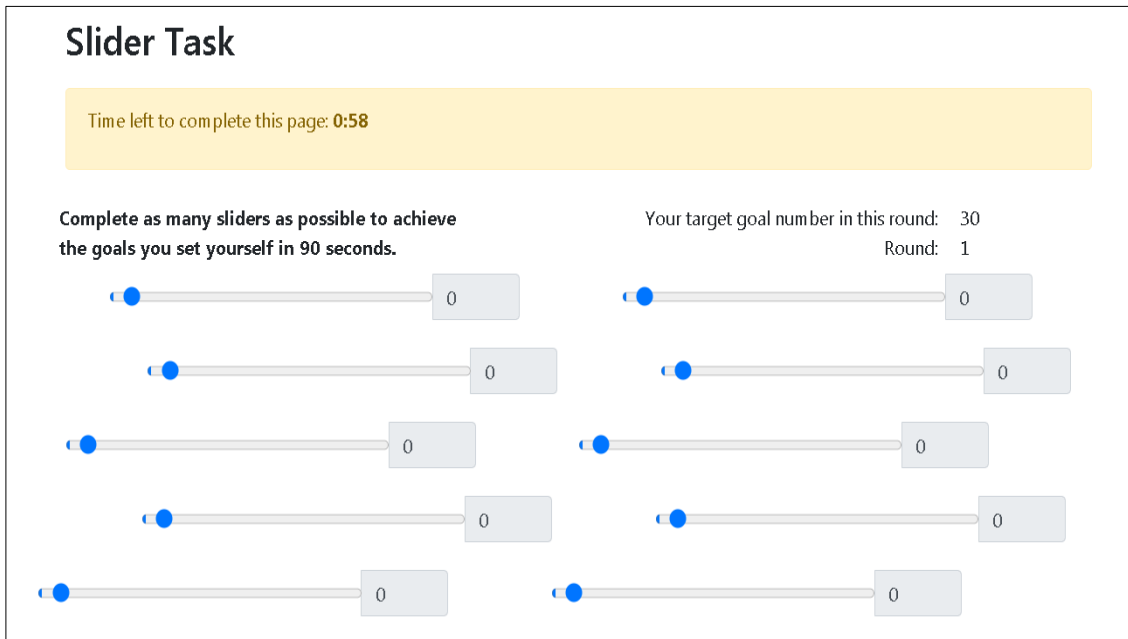 Slider Task
Time left to complete this page: 0:58
Complete as many sliders as possible to achieve
the goals you set yourself in 90 seconds.
Your target goal number in this round: 30
Round: 1
0
0
0
0
0
0
0
0
0
0